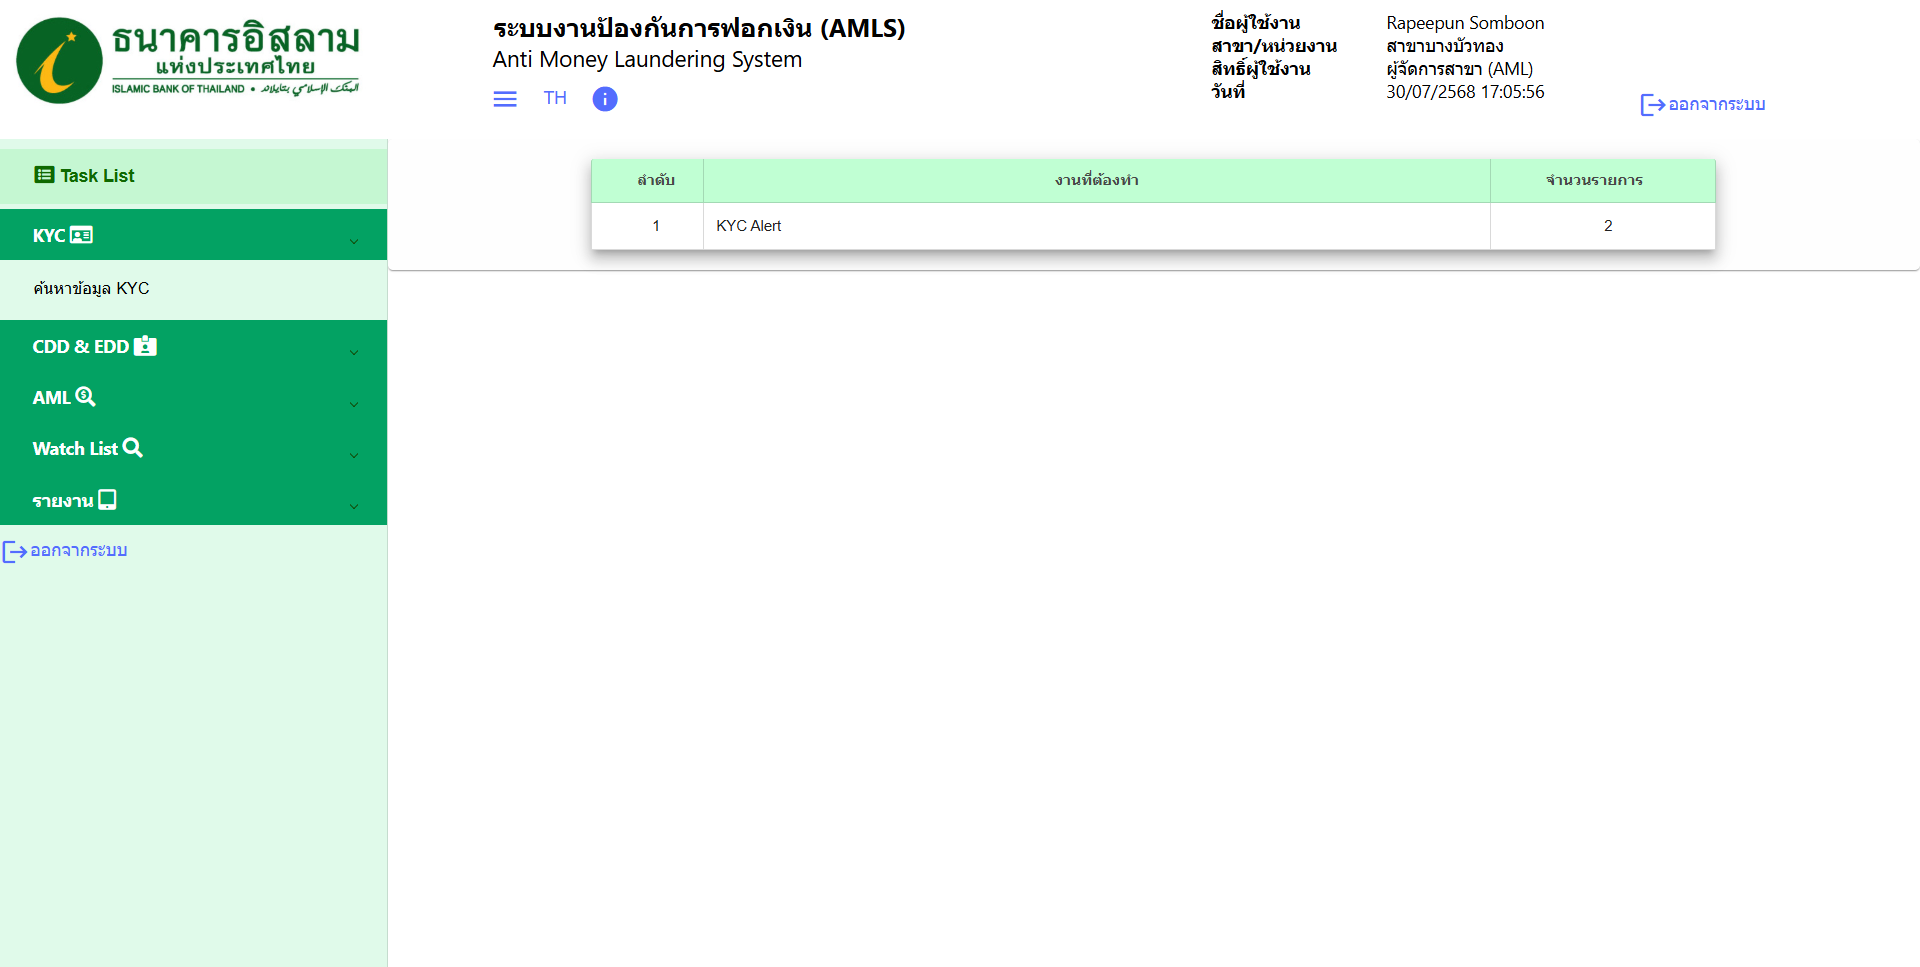 ธนาคารอิสลาม
แห่งประเทศไทย
ISLAMIC BANK OF THAILAND •
ระบบงานป้องกันการฟอกเงิน (AMLS)
Anti Money Laundering System
TH
ชื่อผู้ใช้งาน Rapeepun Somboon
สาขา/หน่วยงาน สาขาบางบัวทอง
สิทธิ์ผู้ใช้งาน ผู้จัดการสาขา (AML)
วันที่ 30/07/2568 17:05:56
ออกจากระบบ
Task List
KYC
ค้นหาข้อมูล KYC
CDD & EDD
AML
Watch List
รายงาน
ออกจากระบบ
ลำดับ งานที่ต้องทำ จำนวนรายการ
1 KYC Alert 2